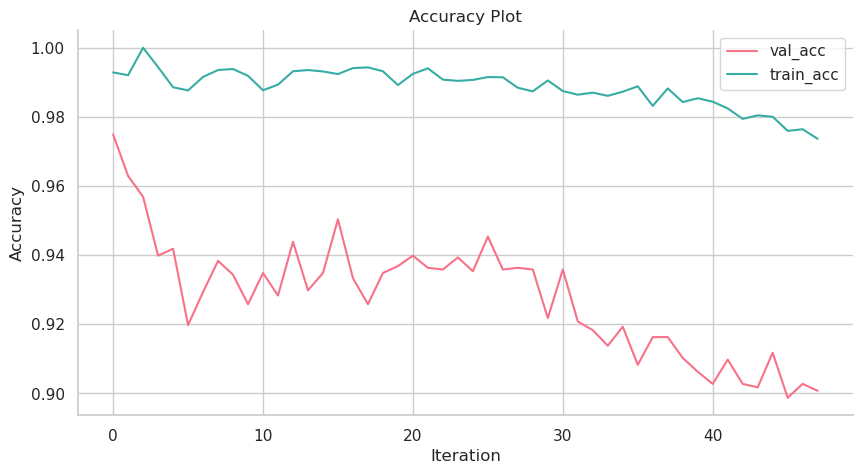 Accuracy Plot
val_acc
train_acc
Accuracy
1.00
0.98
0.96
0.94
0.92
0.90
0 10 20 30 40
Iteration